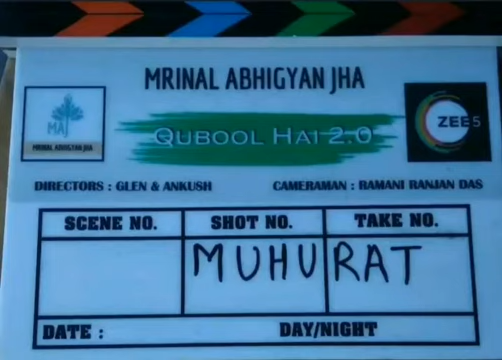 MRINAL ABHIGYAN JHA
MAJ
MRINAL ABHIGYAN JHA
QUBOOL HAI 2.0
ZEE5
DIRECTORS : GLEN & ANKUSH CAMERAMAN : RAMANI RANJAN DAS
SCENE NO. SHOT NO. TAKE NO.
MUHURAT
DATE : DAY/NIGHT